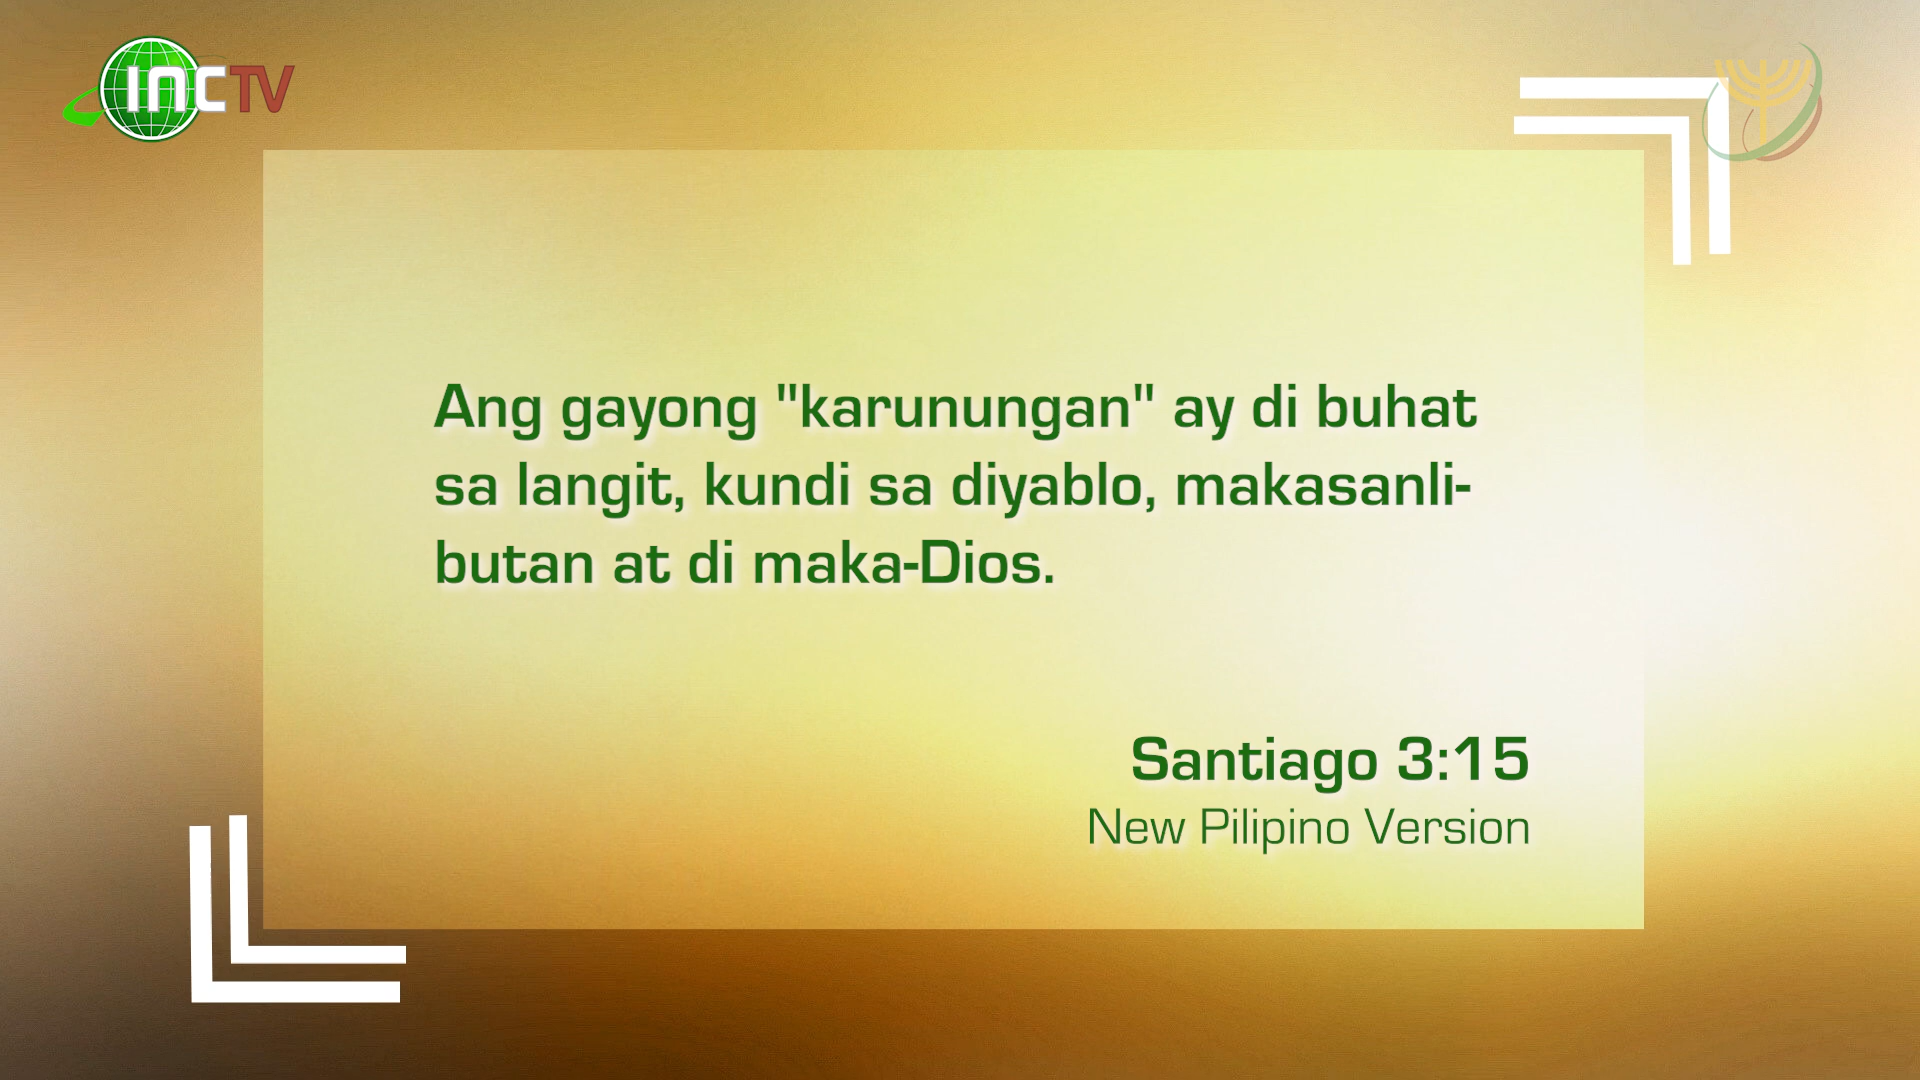 INCTV
Ang gayong "karunungan" ay di buhat
sa langit, kundi sa diyablo, makasanli-
butan at di maka-Dios.
Santiago 3:15
New Pilipino Version